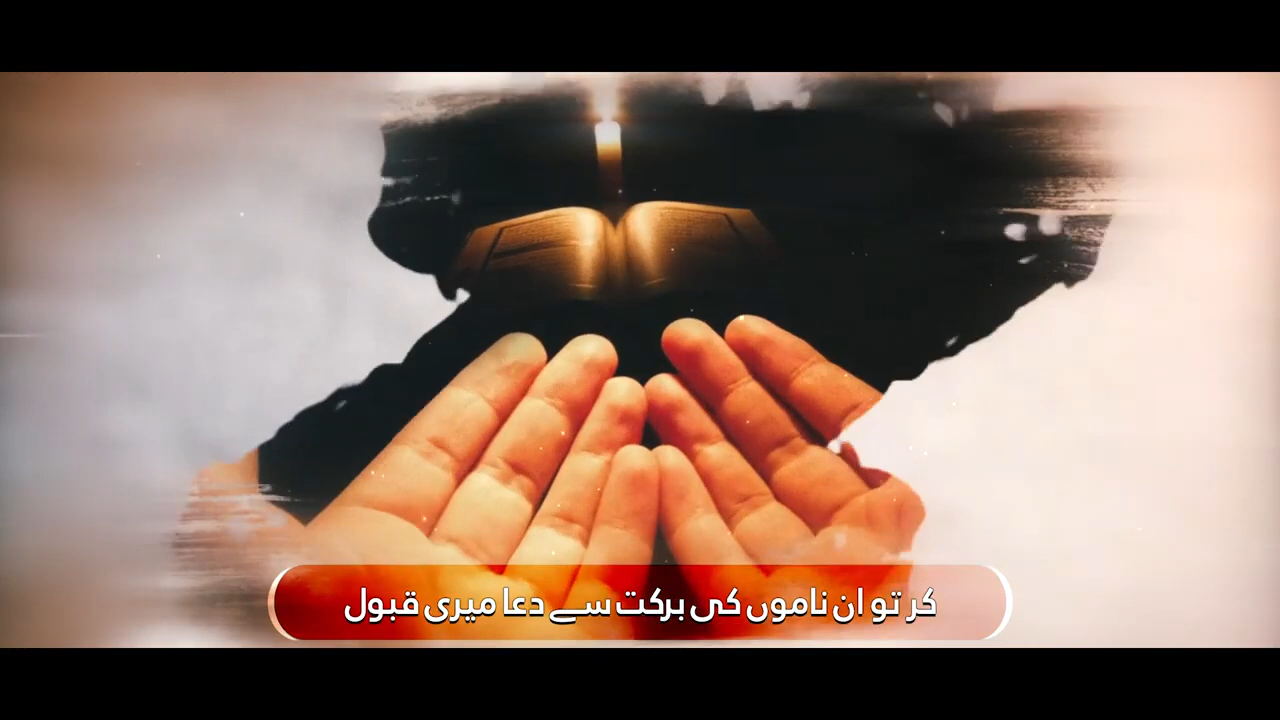 کر تو ان ناموں کی برکت سے دعا میری قبول